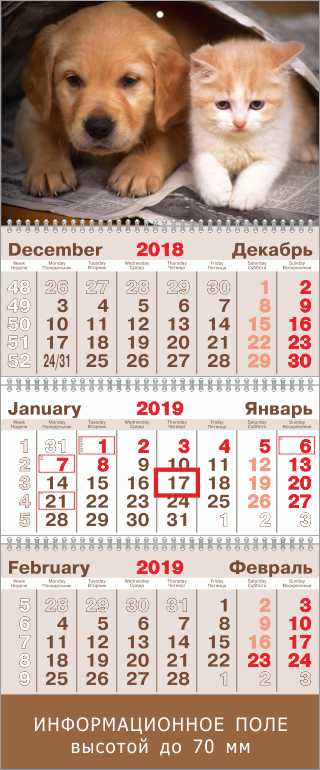 December 2018 Декабрь
Week Monday Tuesday Wednesday Thursday Friday Saturday Sunday
Неделя Понедельник Вторник Среда Четверг Пятница Суббота Воскресенье
48 26 27 28 29 30 1 2
49 3 4 5 6 7 8 9
50 10 11 12 13 14 15 16
51 17 18 19 20 21 22 23
52 24/31 25 26 27 28 29 30
January 2019 Январь
Week Monday Tuesday Wednesday Thursday Friday Saturday Sunday
Неделя Понедельник Вторник Среда Четверг Пятница Суббота Воскресенье
1 31 1 2 3 4 5 6
2 7 8 9 10 11 12 13
3 14 15 16 17 18 19 20
4 21 22 23 24 25 26 27
5 28 29 30 31 1 2 3
February 2019 Февраль
Week Monday Tuesday Wednesday Thursday Friday Saturday Sunday
Неделя Понедельник Вторник Среда Четверг Пятница Суббота Воскресенье
5 28 29 30 31 1 2 3
6 4 5 6 7 8 9 10
7 11 12 13 14 15 16 17
8 18 19 20 21 22 23 24
9 25 26 27 28 1 2 3
ИНФОРМАЦИОННОЕ ПОЛЕ
высотой до 70 мм